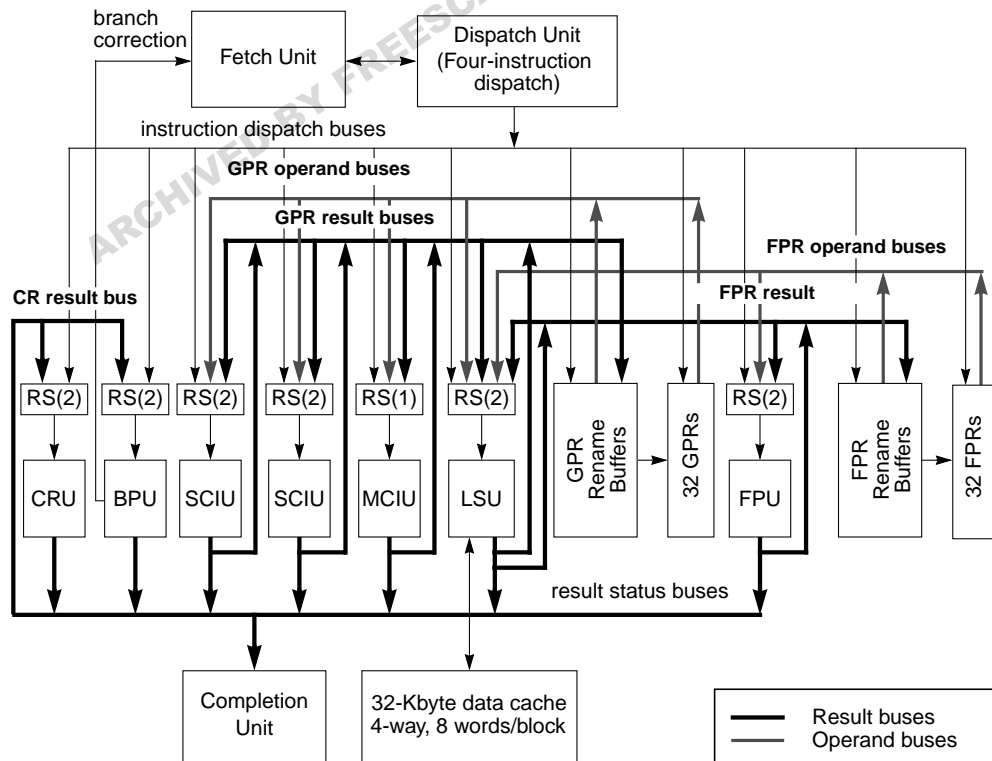 branch
correction
Fetch Unit
Dispatch Unit
(Four-instruction
dispatch)
ARCHIVED BY FREESC
instruction dispatch buses
GPR operand buses
GPR result buses
FPR operand buses
CR result bus
FPR result
RS(2)
RS(2)
RS(2)
RS(2)
RS(1)
RS(2)
RS(2)
GPR
Rename
Buffers
32 GPRs
FPR
Rename
Buffers
32 FPRs
CRU
BPU
SCIU
SCIU
MCIU
LSU
FPU
result status buses
Completion
Unit
32-Kbyte data cache
4-way, 8 words/block
Result buses
Operand buses